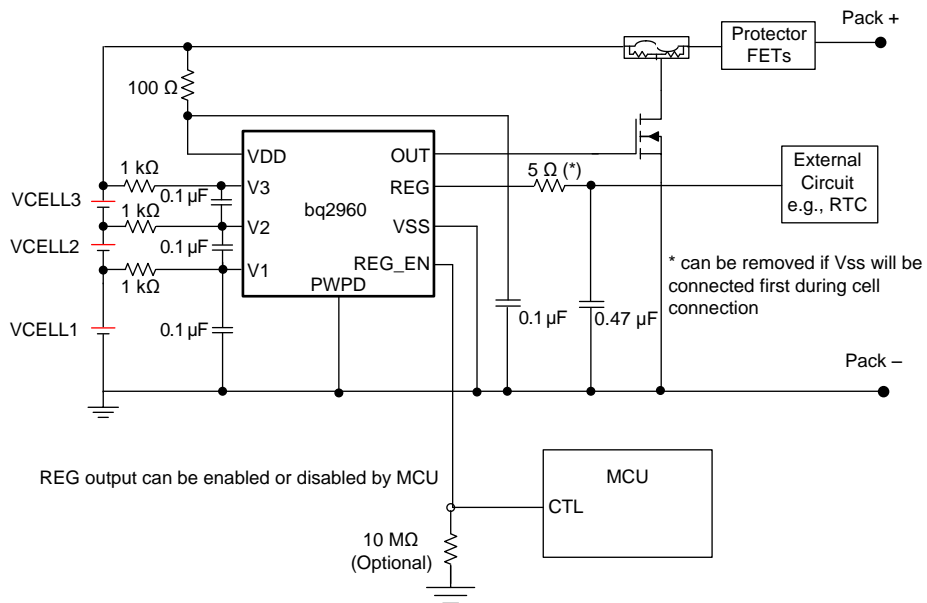 Pack +
Protector
FETs
100 Ω
VDD
OUT
1 kΩ
5 Ω (*)
External
Circuit
e.g., RTC
V3
REG
0.1 µF
VCELL3
1 kΩ
bq2960
V2
VSS
VCELL2
0.1 µF
V1
REG_EN
1 kΩ
PWPD
* can be removed if Vss will be
connected first during cell
connection
VCELL1
0.1 µF
0.1 µF
0.47 µF
Pack –
REG output can be enabled or disabled by MCU
MCU
CTL
10 MΩ
(Optional)